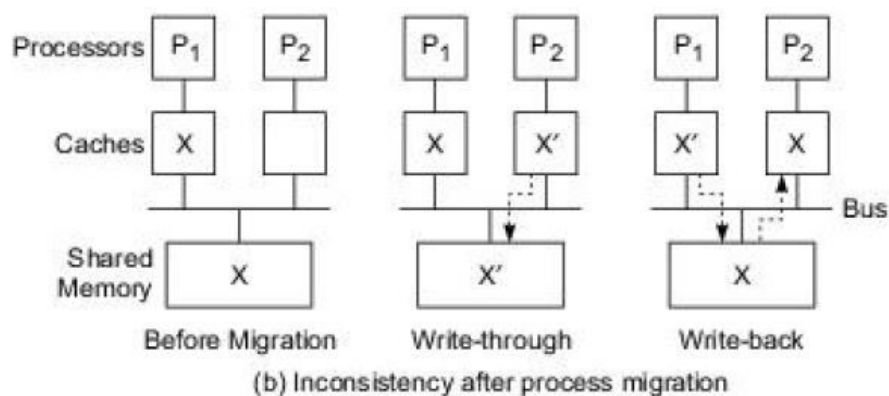 Processors P1 P2 P1 P2 P1 P2
Caches X X′ X X′ X′ X
Bus
Shared
Memory X X′ X
Before Migration Write-through Write-back
(b) Inconsistency after process migration